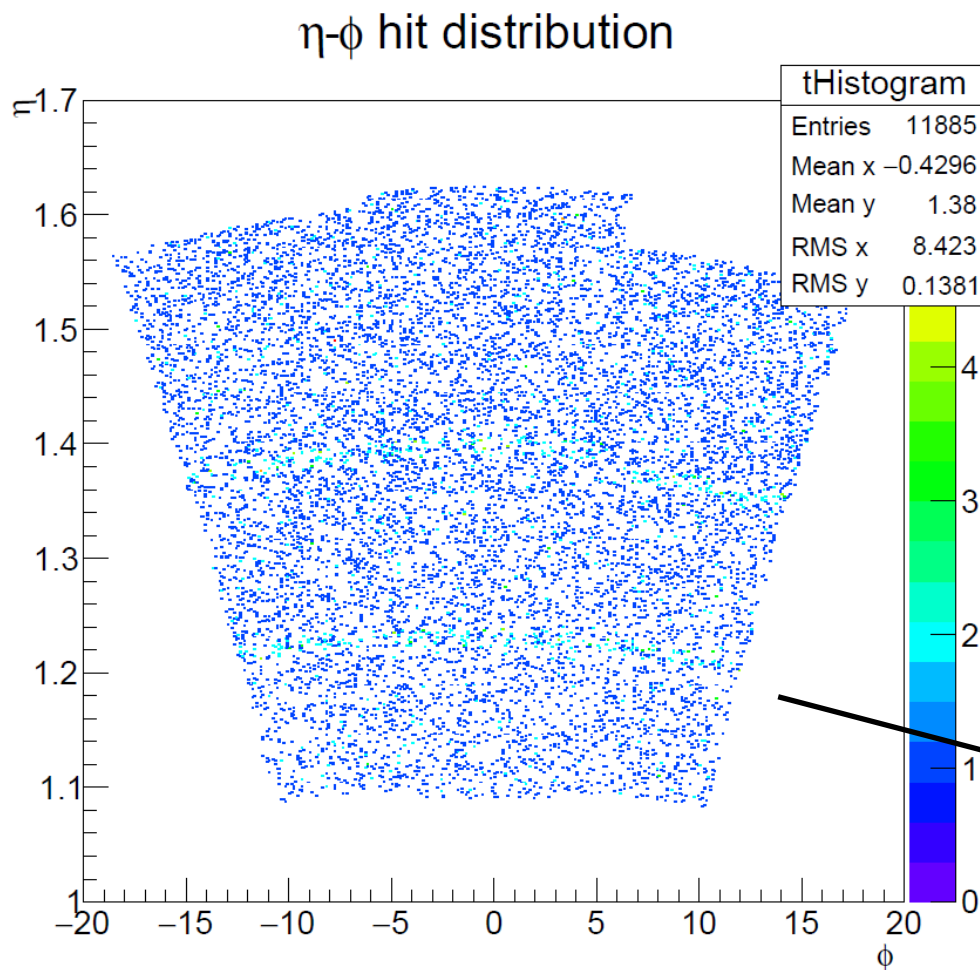 η-ϕ hit distribution
tHistogram
Entries 11885
Mean x −0.4296
Mean y 1.38
RMS x 8.423
RMS y 0.1381
η
1.7
1.6
1.5
1.4
1.3
1.2
1.1
1
−20 −15 −10 −5 0 5 10 15 20
ϕ
4
3
2
1
0